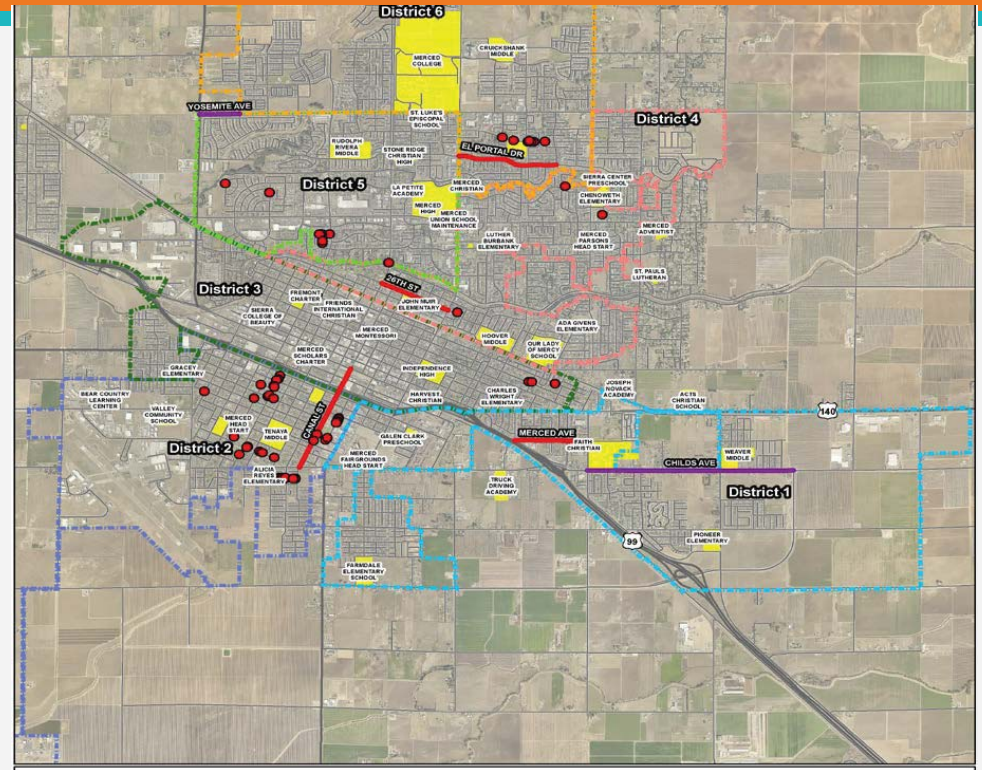 District 6
CRUICKSHANK
MIDDLE
MERCED
COLLEGE
YOSEMITE AVE
ST. LUKE'S
EPISCOPAL
SCHOOL
District 4
RUDOLPH
RIVERA
MIDDLE
STONE RIDGE
CHRISTIAN
HIGH
EL PORTAL DR
District 5
LA PETITE
ACADEMY
MERCED
CHRISTIAN
SIERRA CENTER
PRESCHOOL
CHENOWETH
ELEMENTARY
MERCED
HIGH
MERCED
UNION SCHOOL
MAINTENANCE
LUTHER
BURBANK
ELEMENTARY
MERCED
PARSONS
HEAD START
MERCED
ADVENTIST
ST. PAULS
LUTHERAN
District 3
26TH ST
FREMONT
CHARTER
FRIENDS
INTERNATIONAL
CHRISTIAN
JOHN MUIR
ELEMENTARY
SIERRA
COLLEGE OF
BEAUTY
MERCED
MONTESSORI
HOOVER
MIDDLE
ADA GIVENS
ELEMENTARY
OUR LADY
OF MERCY
SCHOOL
MERCED
SCHOLARS
CHARTER
GRACEY
ELEMENTARY
INDEPENDENCE
HIGH
BEAR COUNTRY
LEARNING
CENTER
HARVEST
CHRISTIAN
CHARLES
WRIGHT
ELEMENTARY
JOSEPH
NOVACK
ACADEMY
ACTS
CHRISTIAN
SCHOOL
140
VALLEY
COMMUNITY
SCHOOL
MERCED
HEAD
START
TENAYA
MIDDLE
CANAL ST
GALEN CLARK
PRESCHOOL
MERCED AVE
FAITH
CHRISTIAN
District 2
MERCED
FAIRGROUNDS
HEAD START
WEAVER
MIDDLE
CHILDS AVE
ALICIA
REYES
ELEMENTARY
TRUCK
DRIVING
ACADEMY
District 1
99
PIONEER
ELEMENTARY
FARMDALE
ELEMENTARY
SCHOOL